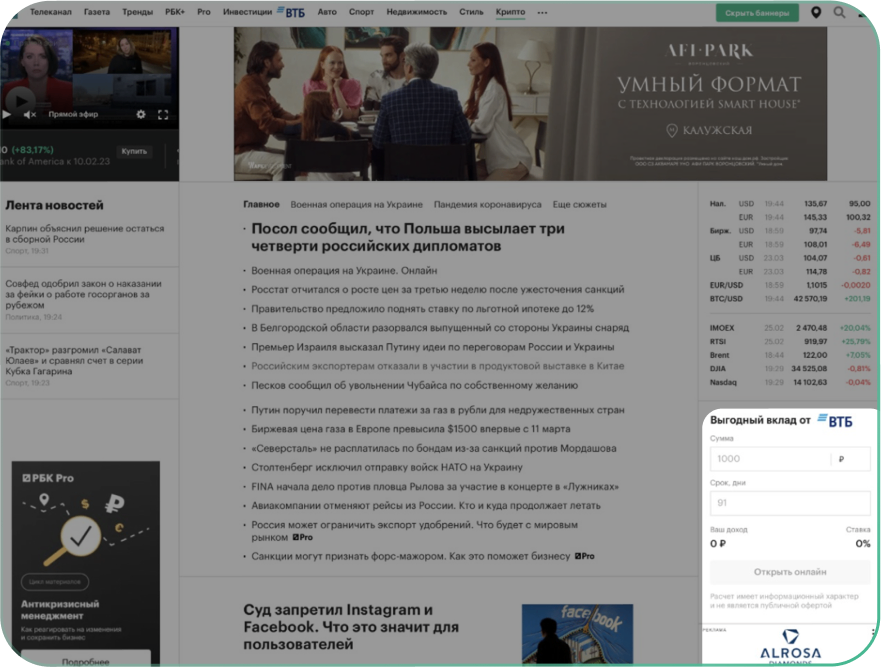 Телеканал Газета Тренды РБК+ Pro Инвестиции ВТБ Авто Спорт Недвижимость Стиль Крипто ...
Скрыть баннеры
Прямой эфир
0 (+83,17%)
ank of America к 10.02.23
Купить
AFI-PARK
ВОРОНЦОВСКИЙ
УМНЫЙ ФОРМАТ
С ТЕХНОЛОГИЕЙ SMART HOUSE*
КАЛУЖСКАЯ
Лента новостей
Карпин объяснил решение остаться
в сборной России
Спорт, 19:31
Совфед одобрил закон о наказании
за фейки о работе госорганов за
рубежом
Политика, 19:24
«Трактор» разгромил «Салават
Юлаев» и сравнял счет в серии
Кубка Гагарина
Спорт, 19:23
РБК Pro
Цикл материалов
Антикризисный
менеджмент
Как реагировать на изменения
и сохранить бизнес
Подробнее
Главное Военная операция на Украине Пандемия коронавируса Еще сюжеты
· Посол сообщил, что Польша высылает три
четверти российских дипломатов
· Военная операция на Украине. Онлайн
· Росстат отчитался о росте цен за третью неделю после ужесточения санкций
· Правительство предложило поднять ставку по льготной ипотеке до 12%
· В Белгородской области разорвался выпущенный со стороны Украины снаряд
· Премьер Израиля высказал Путину идеи по переговорам России и Украины
· Российским экспортерам отказали в участии в продуктовой выставке в Китае
· Песков сообщил об увольнении Чубайса по собственному желанию
· Путин поручил перевести платежи за газ в рубли для недружественных стран
· Биржевая цена газа в Европе превысила $1500 впервые с 11 марта
· «Северсталь» не расплатилась по бондам из-за санкций против Мордашова
· Столтенберг исключил отправку войск НАТО на Украину
· FINA начала дело против пловца Рылова за участие в концерте в «Лужниках»
· Авиакомпании отменяют рейсы из России. Кто и куда продолжает летать
· Россия может ограничить экспорт удобрений. Что будет с мировым
рынком Pro
· Санкции могут признать форс-мажором. Как это поможет бизнесу Pro
Суд запретил Instagram и
Facebook. Что это значит для
пользователей
facebook
Нал. USD 19:44 135,67 95,00
EUR 19:44 145,33 100,32
Бирж. USD 18:59 97,74 -5,81
EUR 18:59 108,01 -6,49
ЦБ USD 23.03 104,07 -0,61
EUR 23.03 114,78 -0,82
EUR/USD 18:59 1,1015 -0,0020
BTC/USD 19:44 42 570,19 +201,19
IMOEX 25.02 2 470,48 +20,04%
RTSI 25.02 919,97 +25,79%
Brent 18:44 122,00 +7,05%
DJIA 19:29 34 525,08 -0,81%
Nasdaq 19:29 14 102,63 -0,04%
Выгодный вклад от ВТБ
Сумма
1000 ₽
Срок, дни
91
Ваш доход Ставка
0 ₽ 0%
Открыть онлайн
Расчет имеет информационный характер
и не является публичной офертой
РЕКЛАМА
ALROSA
DIAMONDS